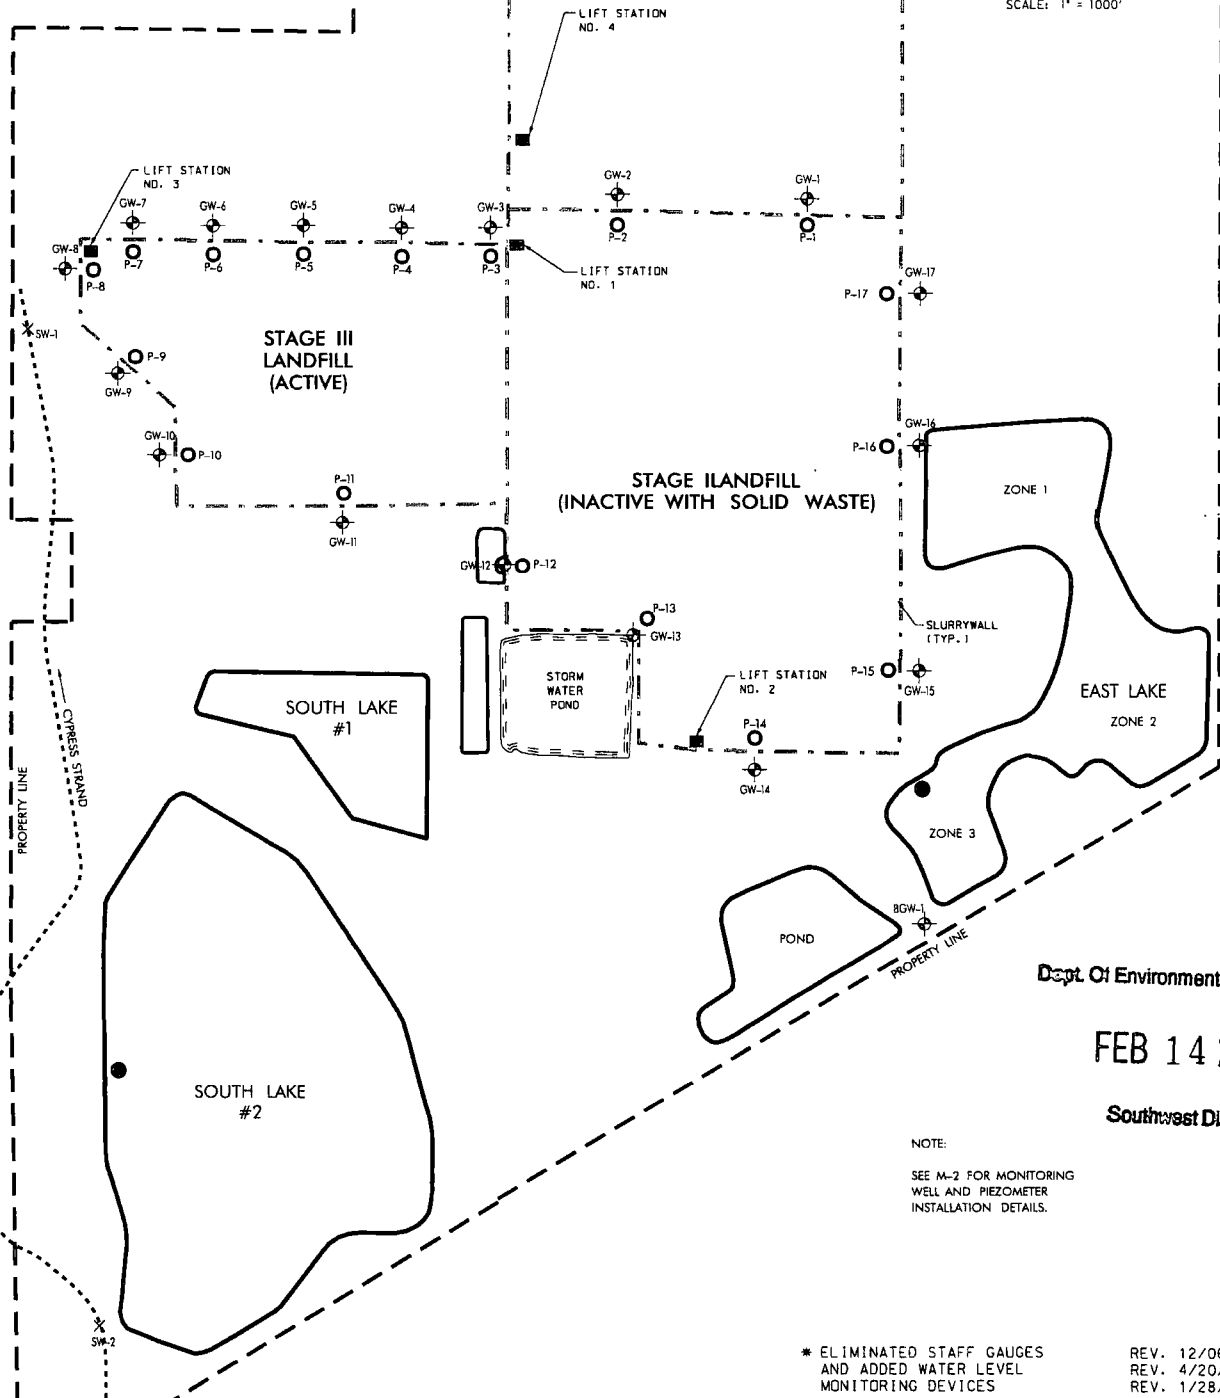 SCALE: 1" = 1000'
LIFT STATION
NO. 4
LIFT STATION
NO. 3
GW-2
GW-1
GW-7
GW-6
GW-5
GW-4
GW-3
P-2
P-1
GW-8
P-7
P-6
P-5
P-4
P-3
P-8
LIFT STATION
NO. 1
GW-17
P-17
SW-1
STAGE III
LANDFILL
(ACTIVE)
P-9
GW-9
GW-10
P-10
GW-16
P-16
P-11
GW-11
STAGE IILANDFILL
(INACTIVE WITH SOLID WASTE)
ZONE 1
GW-12
P-12
P-13
GW-13
SLURRYWALL
(TYP.)
P-15
GW-15
STORM
WATER
POND
LIFT STATION
NO. 2
P-14
GW-14
SOUTH LAKE
#1
EAST LAKE
ZONE 2
CYPRESS STRAND
PROPERTY LINE
ZONE 3
BGW-1
POND
PROPERTY LINE
Dept. Of Environment
FEB 14
Southwest
SOUTH LAKE
#2
NOTE:
SEE M-2 FOR MONITORING
WELL AND PIEZOMETER
INSTALLATION DETAILS.
SW-2
* ELIMINATED STAFF GAUGES
AND ADDED WATER LEVEL
MONITORING DEVICES
REV. 12/0
REV. 4/20
REV. 1/28